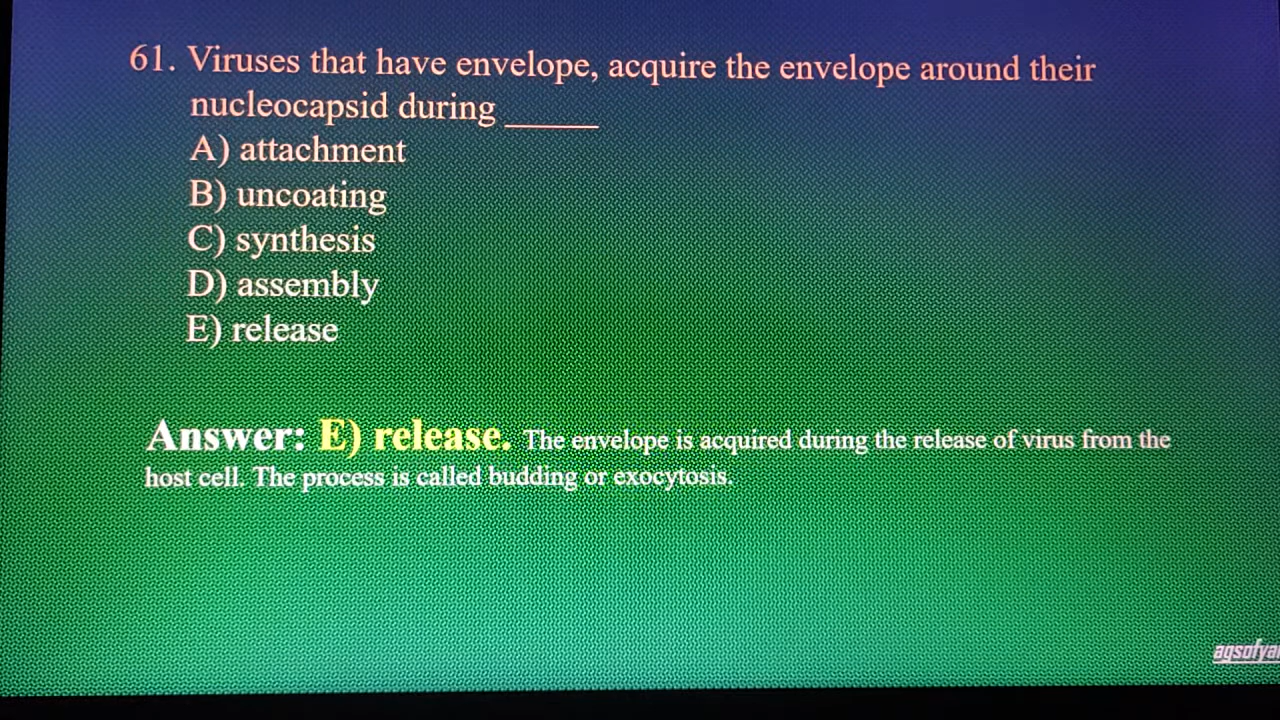 61. Viruses that have envelope, acquire the envelope around their
nucleocapsid during _____
A) attachment
B) uncoating
C) synthesis
D) assembly
E) release
Answer: E) release. The envelope is acquired during the release of virus from the
host cell. The process is called budding or exocytosis.